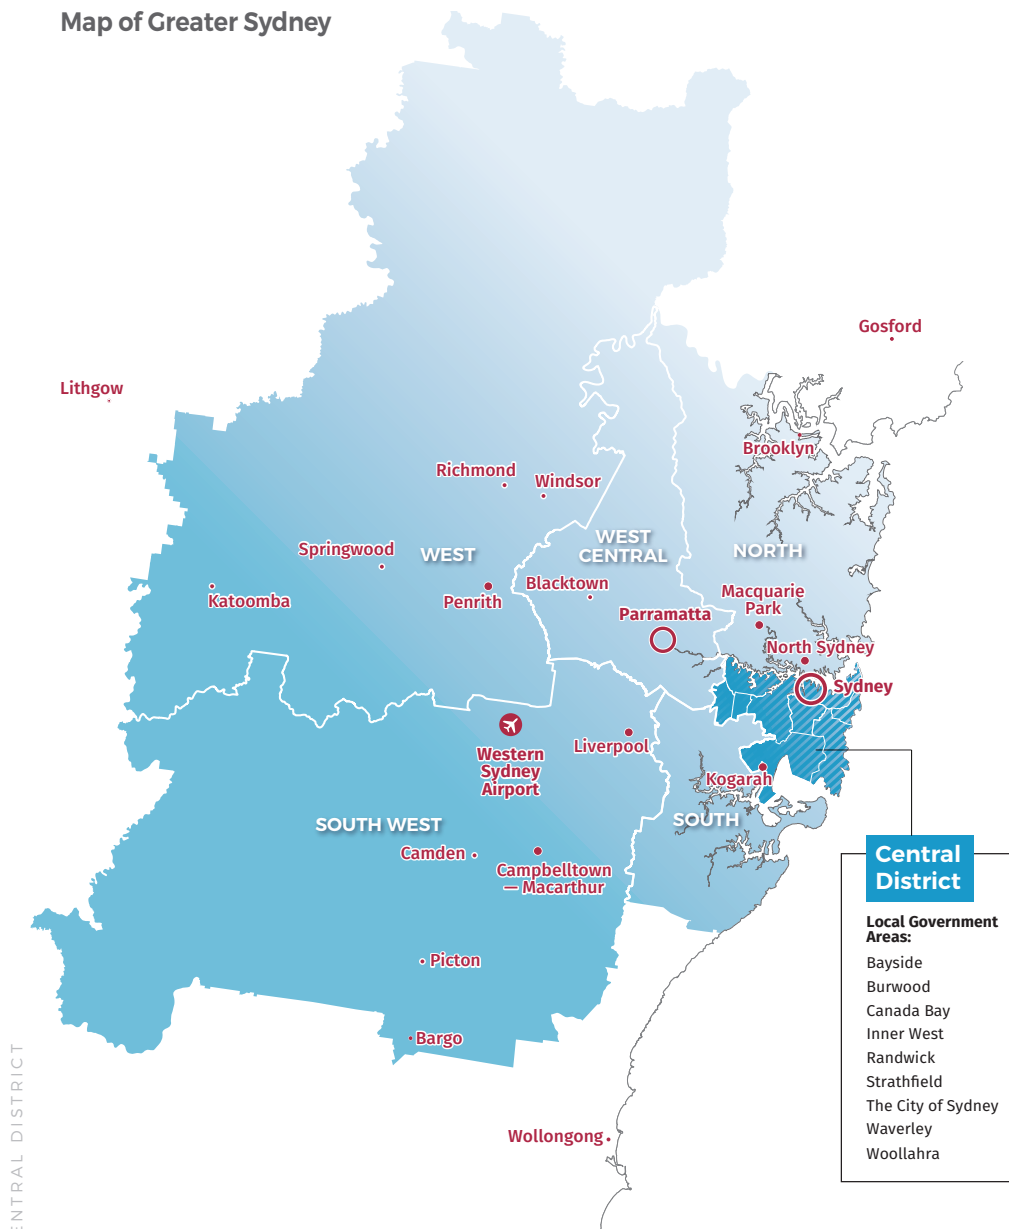 Map of Greater Sydney
Gosford
Lithgow
Brooklyn
Richmond
Windsor
WEST
CENTRAL
NORTH
Springwood
WEST
Blacktown
Macquarie
Park
Katoomba
Penrith
Parramatta
North Sydney
Sydney
Western
Sydney
Airport
Liverpool
Kogarah
SOUTH WEST
SOUTH
Camden
Campbelltown
— Macarthur
Central
District
Local Government
Areas:
Bayside
Burwood
Canada Bay
Inner West
Randwick
Strathfield
The City of Sydney
Waverley
Woollahra
Picton
Bargo
Wollongong
ENTRAL DISTRICT